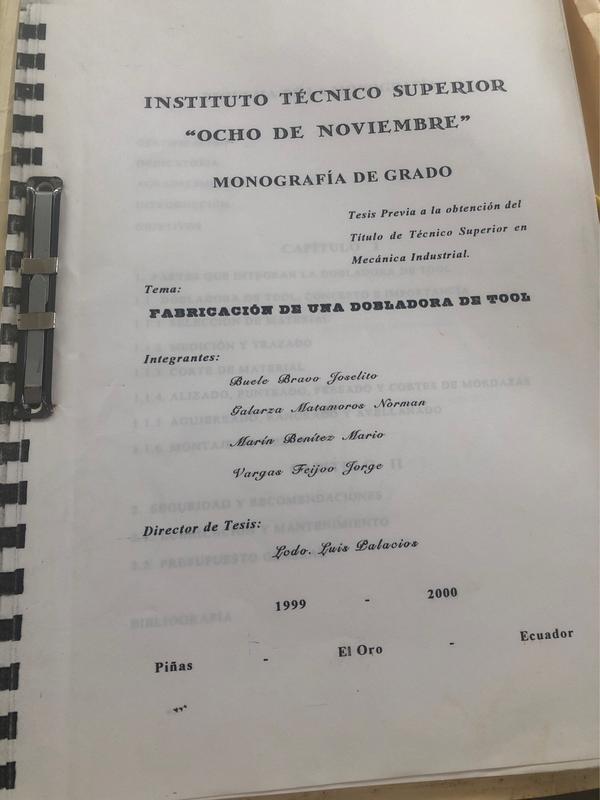 INSTITUTO TÉCNICO SUPERIOR
“OCHO DE NOVIEMBRE”
MONOGRAFÍA DE GRADO
Tesis Previa a la obtención del
Título de Técnico Superior en
Mecánica Industrial.
Tema:
FABRICACIÓN DE UNA DOBLADORA DE TOOL
Integrantes:
Buele Bravo Joselito
Galarza Matamoros Norman
Marín Benítez Mario
Vargas Feijoo Jorge
Director de Tesis:
Lcdo. Luis Palacios
1999 - 2000
Piñas - El Oro - Ecuador